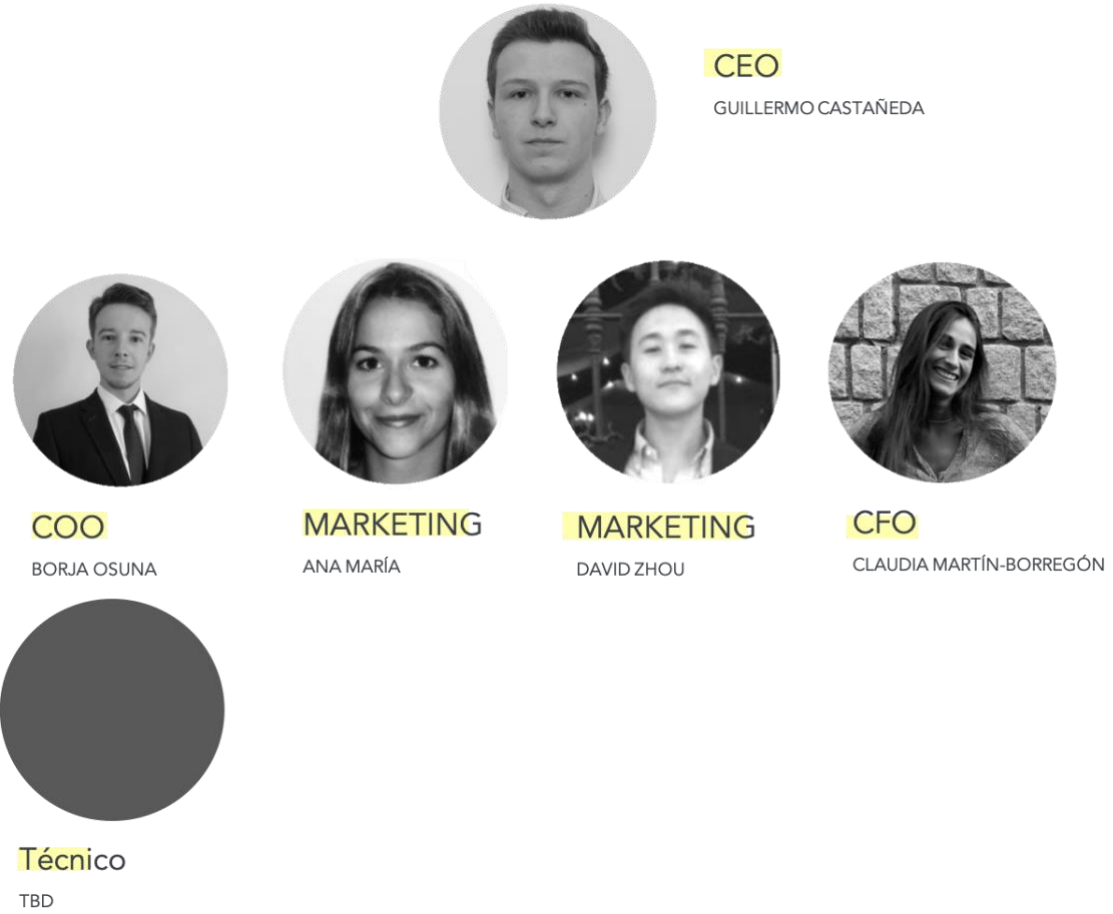 CEO
GUILLERMO CASTAÑEDA
COO
BORJA OSUNA
MARKETING
ANA MARÍA
MARKETING
DAVID ZHOU
CFO
CLAUDIA MARTÍN-BORREGÓN
Técnico
TBD